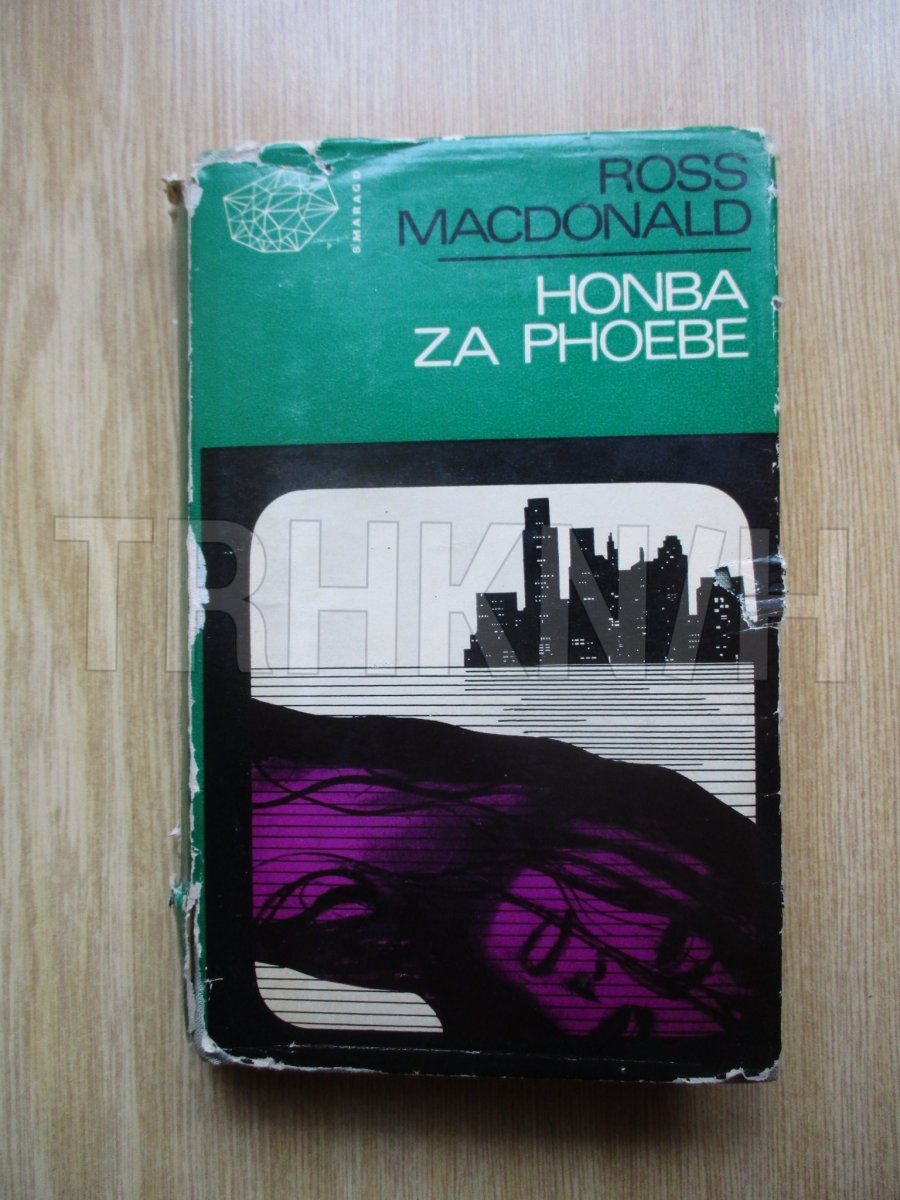 SMARAGD
ROSS
MACDONALD
HONBA
ZA PHOEBE
TRHKNIH